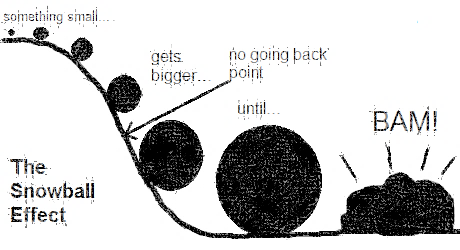 something small...
gets
bigger...
no going back
point
until...
BAM!
The
Snowball
Effect